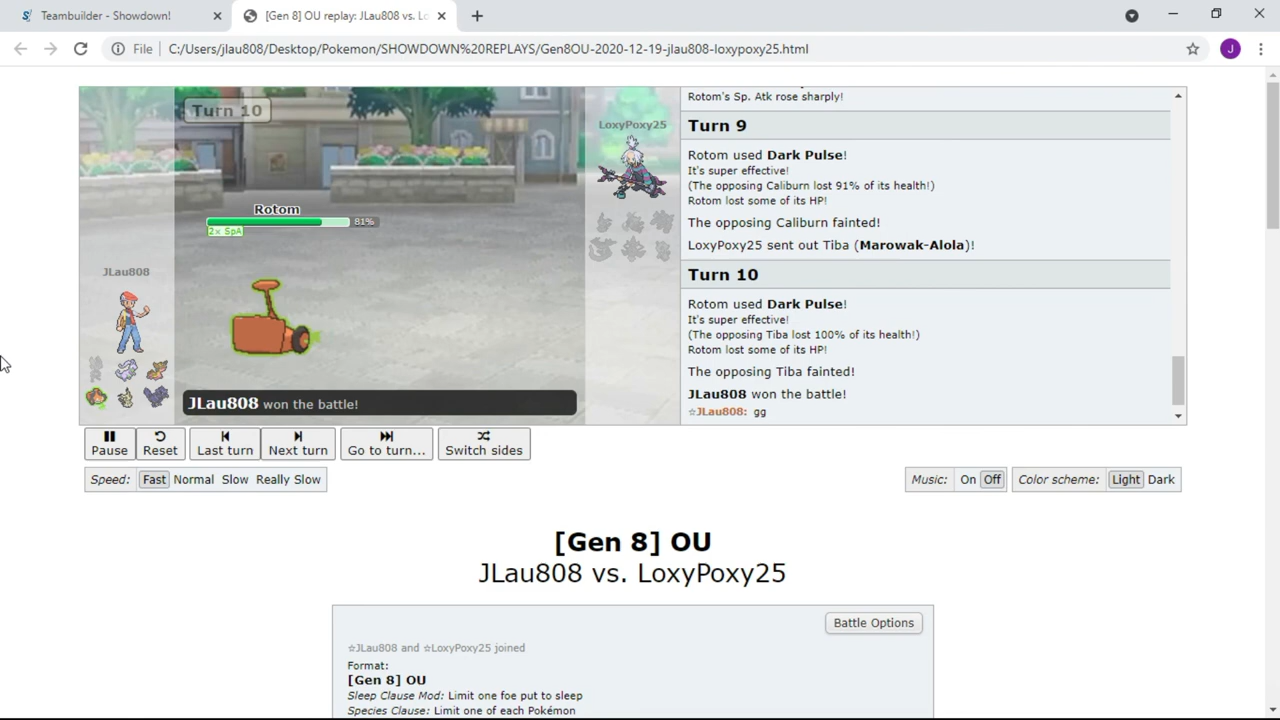 Teambuilder - Showdown!
[Gen 8] OU replay: JLau808 vs. Lo
File
C:/Users/jlau808/Desktop/Pokemon/SHOWDOWN%20REPLAYS/Gen8OU-2020-12-19-jlau808-loxypoxy25.html
J
Turn 10
LoxyPoxy25
Rotom
81%
2x SpA
JLau808
JLau808 won the battle!
Rotom's Sp. Atk rose sharply!
Turn 9
Rotom used Dark Pulse!
It's super effective!
(The opposing Caliburn lost 91% of its health!)
Rotom lost some of its HP!
The opposing Caliburn fainted!
LoxyPoxy25 sent out Tiba (Marowak-Alola)!
Turn 10
Rotom used Dark Pulse!
It's super effective!
(The opposing Tiba lost 100% of its health!)
Rotom lost some of its HP!
The opposing Tiba fainted!
JLau808 won the battle!
☆JLau808: gg
Pause Reset Last turn Next turn Go to turn... Switch sides
Speed: Fast Normal Slow Really Slow
Music: On Off Color scheme: Light Dark
[Gen 8] OU
JLau808 vs. LoxyPoxy25
Battle Options
☆JLau808 and ☆LoxyPoxy25 joined
Format:
[Gen 8] OU
Sleep Clause Mod: Limit one foe put to sleep
Species Clause: Limit one of each Pokémon